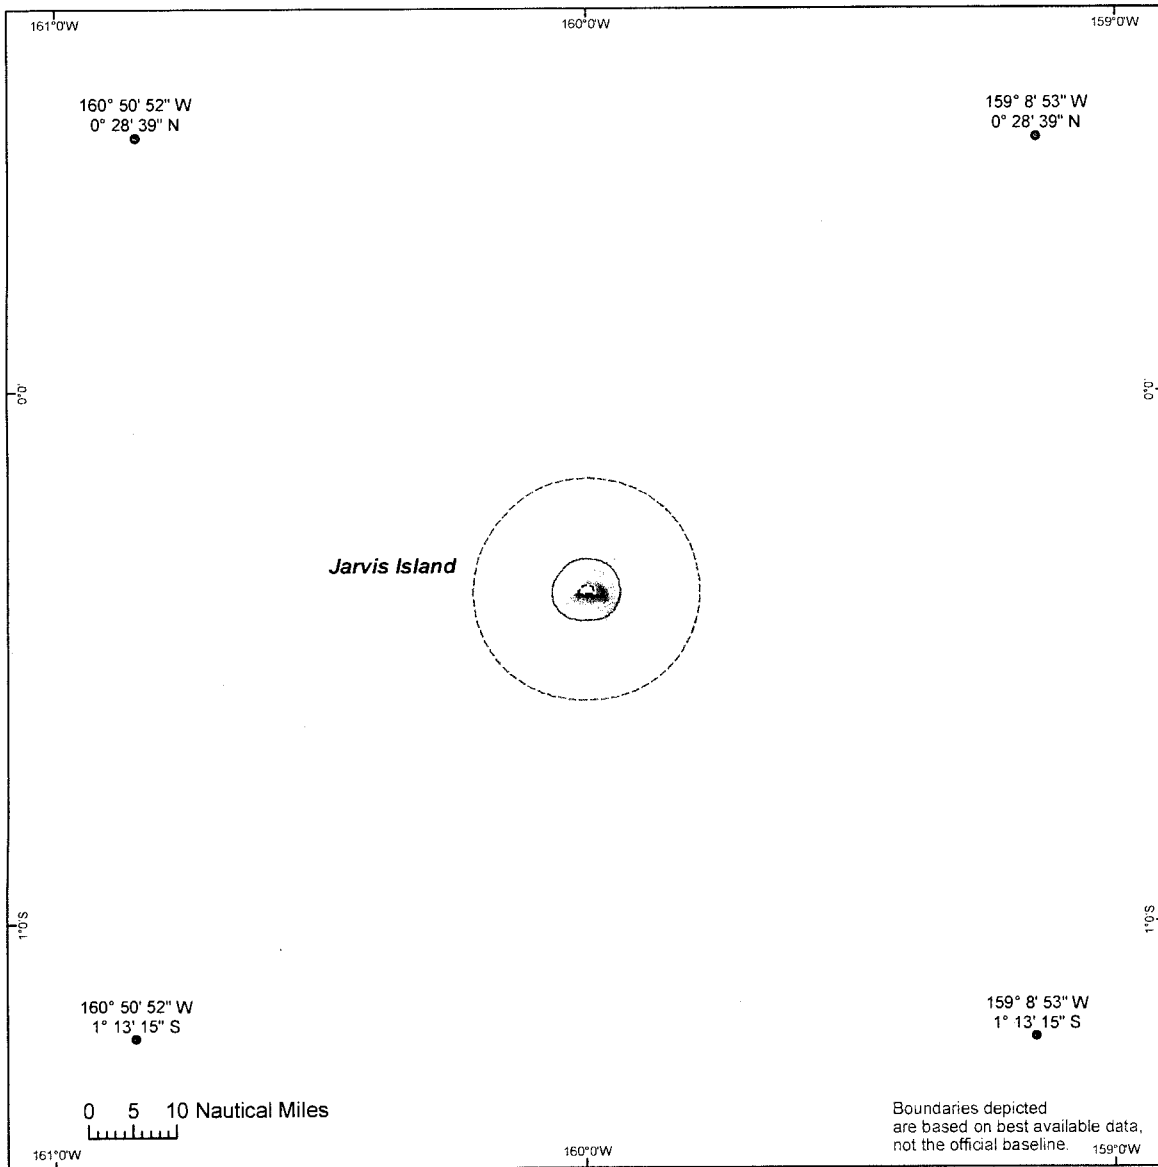 161°0'W
160°0'W
159°0'W
160° 50' 52" W
0° 28' 39" N
159° 8' 53" W
0° 28' 39" N
0°0'
0°0'
Jarvis Island
1°0'S
1°0'S
160° 50' 52" W
1° 13' 15" S
159° 8' 53" W
1° 13' 15" S
0 5 10 Nautical Miles
Boundaries depicted
are based on best available data,
not the official baseline.
161°0'W
160°0'W
159°0'W